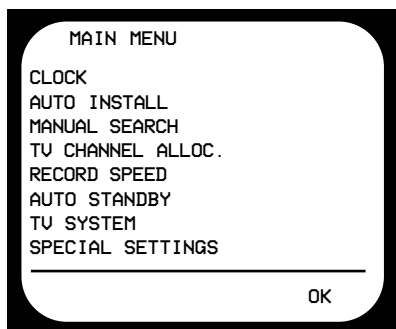 MAIN MENU
CLOCK
AUTO INSTALL
MANUAL SEARCH
TV CHANNEL ALLOC.
RECORD SPEED
AUTO STANDBY
TV SYSTEM
SPECIAL SETTINGS
OK